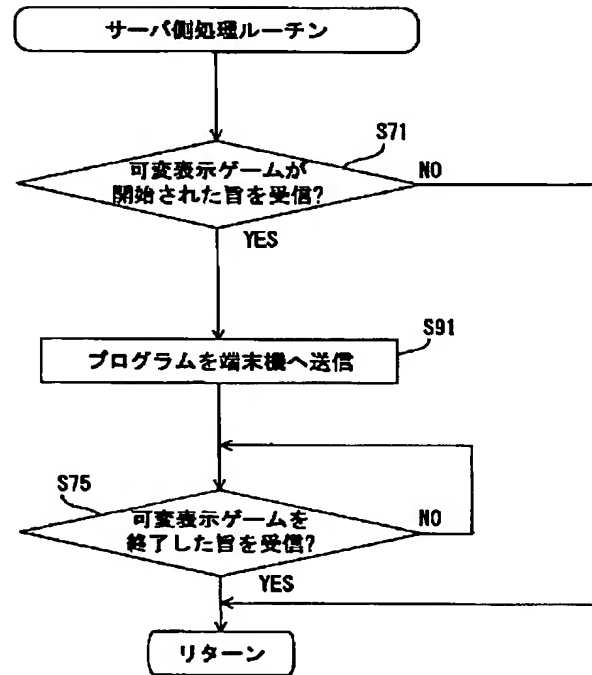 サーバ側処理ルーチン
S71
可変表示ゲームが
開始された旨を受信?
NO
YES
S91
プログラムを端末機へ送信
S75
可変表示ゲームを
終了した旨を受信?
NO
YES
リターン